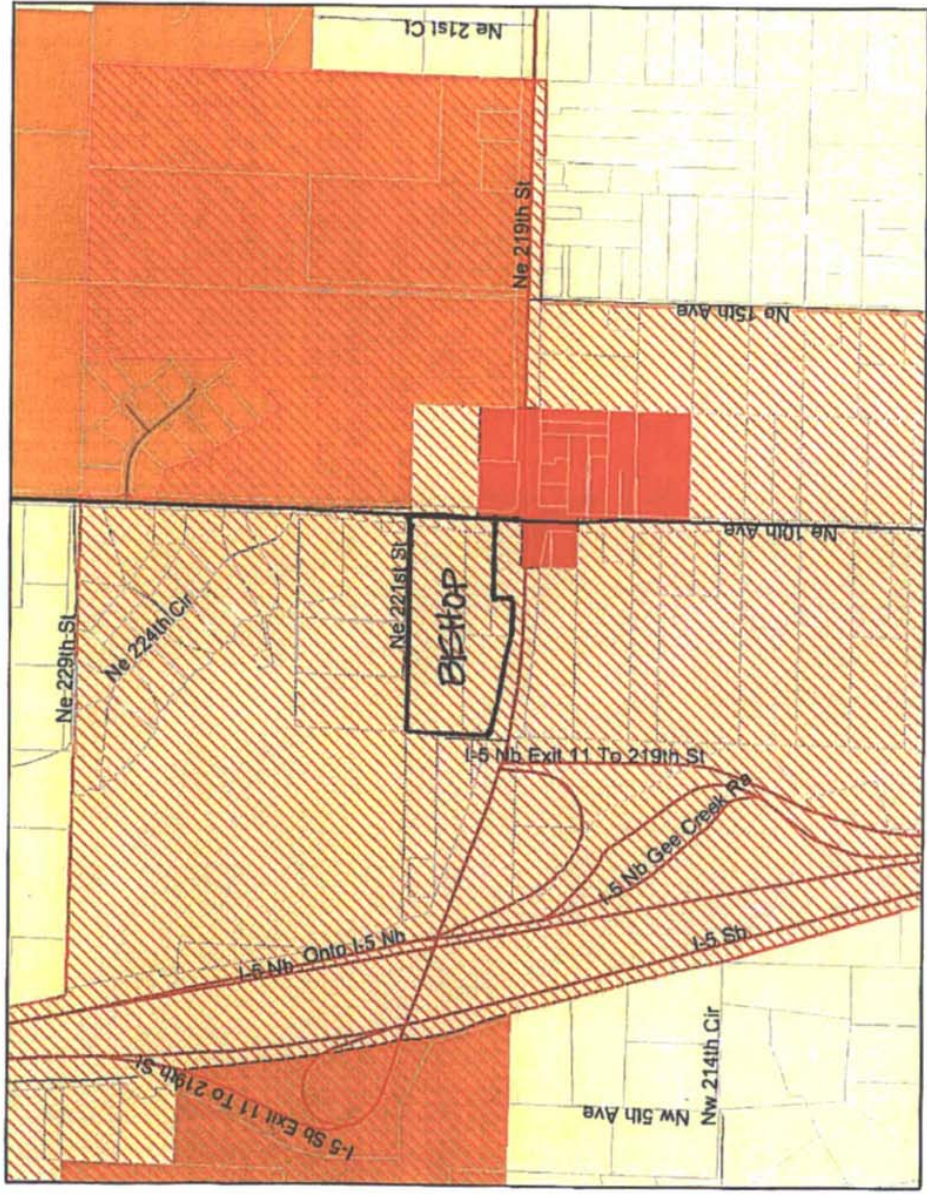 Ne 21st Ct
Ne 219th St
Ne 15th Ave
Ne 10th Ave
Ne 229th St
Ne 224th Cir
Ne 221st St
BISHOP
I-5 Nb Exit 11 To 219th St
I-5 Nb Gee Creek Ra
I-5 Nb
Onto I-5 Nb
I-5 Sb
I-5 Sb Exit 11 To 219th St
Nw 5th Ave
Nw 214th Cir